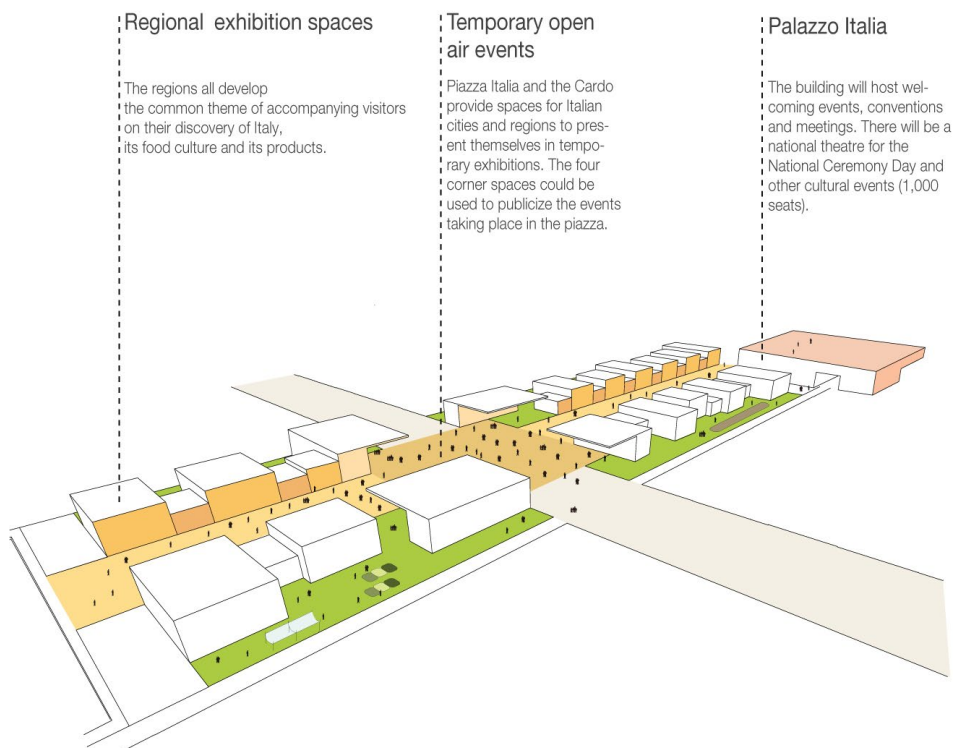 Regional exhibition spaces
The regions all develop
the common theme of accompanying visitors
on their discovery of Italy,
its food culture and its products.
Temporary open
air events
Piazza Italia and the Cardo
provide spaces for Italian
cities and regions to pres-
ent themselves in tempo-
rary exhibitions. The four
corner spaces could be
used to publicize the events
taking place in the piazza.
Palazzo Italia
The building will host wel-
coming events, conventions
and meetings. There will be a
national theatre for the
National Ceremony Day and
other cultural events (1,000
seats).